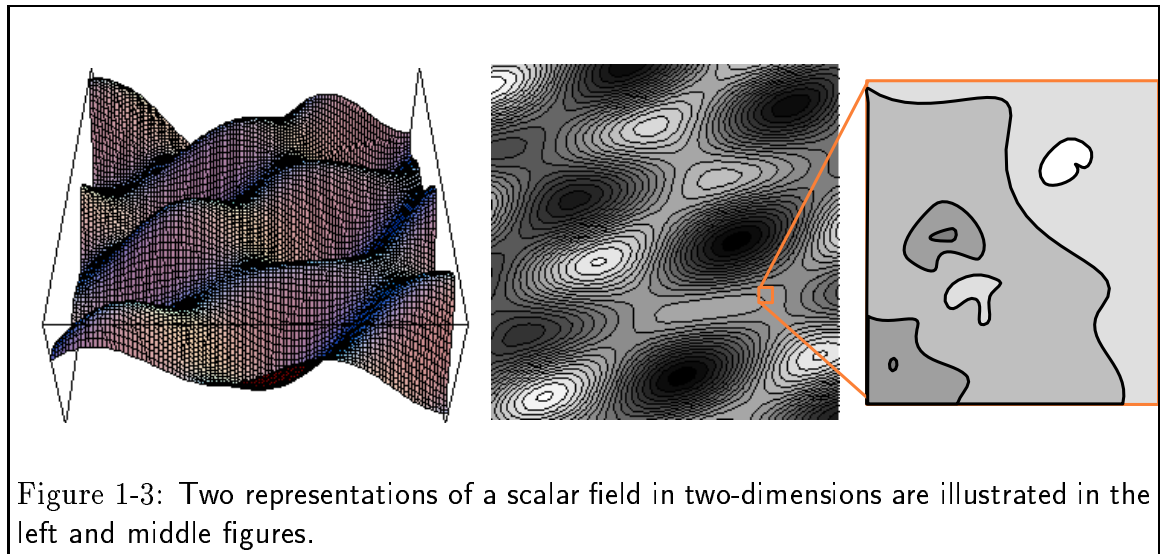 Figure 1-3: Two representations of a scalar field in two-dimensions are illustrated in the
left and middle figures.